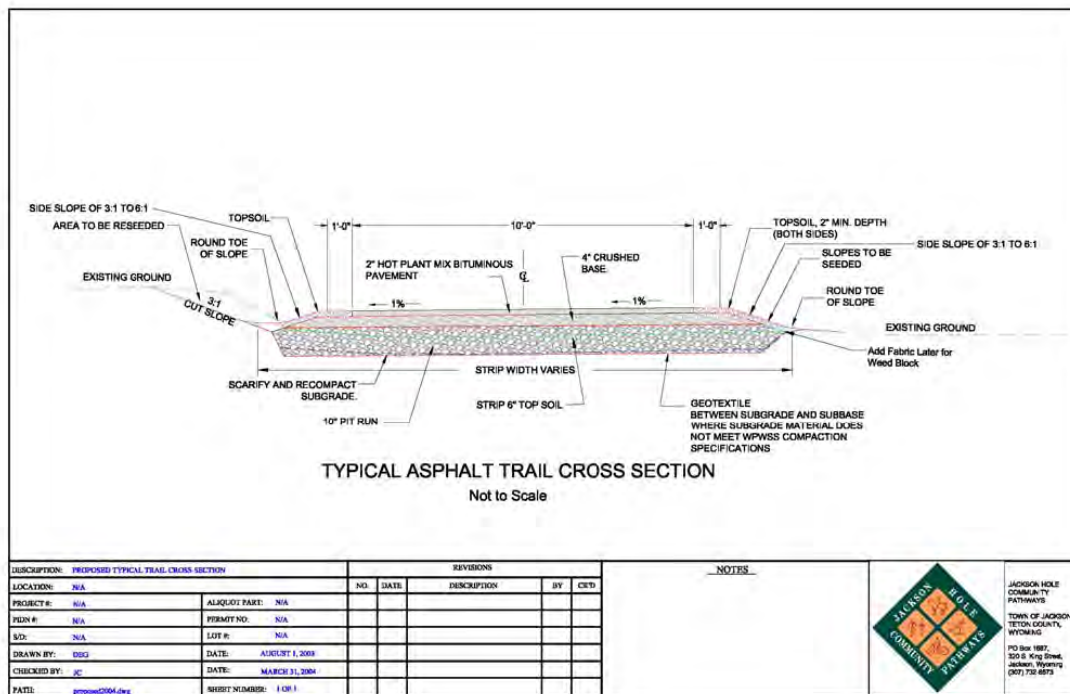 SIDE SLOPE OF 3:1 TO 6:1
AREA TO BE RESEEDED
TOPSOIL
ROUND TOE
OF SLOPE
EXISTING GROUND
3:1
CUT SLOPE
1'-0"
10'-0"
1'-0"
2" HOT PLANT MIX BITUMINOUS
PAVEMENT
℄
4" CRUSHED
BASE
1%
1%
TOPSOIL, 2" MIN. DEPTH
(BOTH SIDES)
SIDE SLOPE OF 3:1 TO 6:1
SLOPES TO BE
SEEDED
ROUND TOE
OF SLOPE
EXISTING GROUND
Add Fabric Later for
Weed Block
STRIP WIDTH VARIES
SCARIFY AND RECOMPACT
SUBGRADE.
10" PIT RUN
STRIP 6" TOP SOIL
GEOTEXTILE
BETWEEN SUBGRADE AND SUBBASE
WHERE SUBGRADE MATERIAL DOES
NOT MEET WPWSS COMPACTION
SPECIFICATIONS
TYPICAL ASPHALT TRAIL CROSS SECTION
Not to Scale
DESCRIPTION: PROPOSED TYPICAL TRAIL CROSS SECTION
LOCATION: N/A
PROJECT #: N/A ALIQUOT PART: N/A
PIDN #: N/A PERMIT NO: N/A
S/D: N/A LOT #: N/A
DRAWN BY: DEG DATE: AUGUST 1, 2003
CHECKED BY: JC DATE: MARCH 31, 2004
PATH: proposed2004.dwg SHEET NUMBER: 1 OF 1
REVISIONS
NO. DATE DESCRIPTION BY CK'D
NOTES
JACKSON HOLE
COMMUNITY PATHWAYS
JACKSON HOLE
COMMUNITY
PATHWAYS
TOWN OF JACKSON
TETON COUNTY,
WYOMING
PO Box 1687,
320 S. King Street,
Jackson, Wyoming
(307) 732-8573